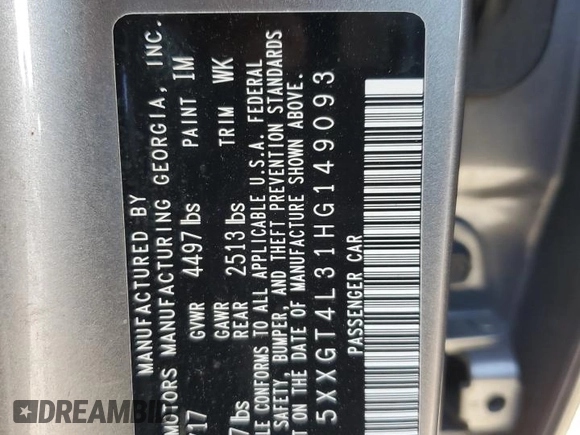 MANUFACTURED BY
MOTORS MANUFACTURING GEORGIA, INC.
17
GVWR 4497 lbs PAINT IM
GAWR
REAR 2513 lbs TRIM WK
lbs
CONFORMS TO ALL APPLICABLE U.S.A. FEDERAL
SAFETY, BUMPER, AND THEFT PREVENTION STANDARDS
ON THE DATE OF MANUFACTURE SHOWN ABOVE.
5XXGT4L31HG149093
PASSENGER CAR
DREAMBID